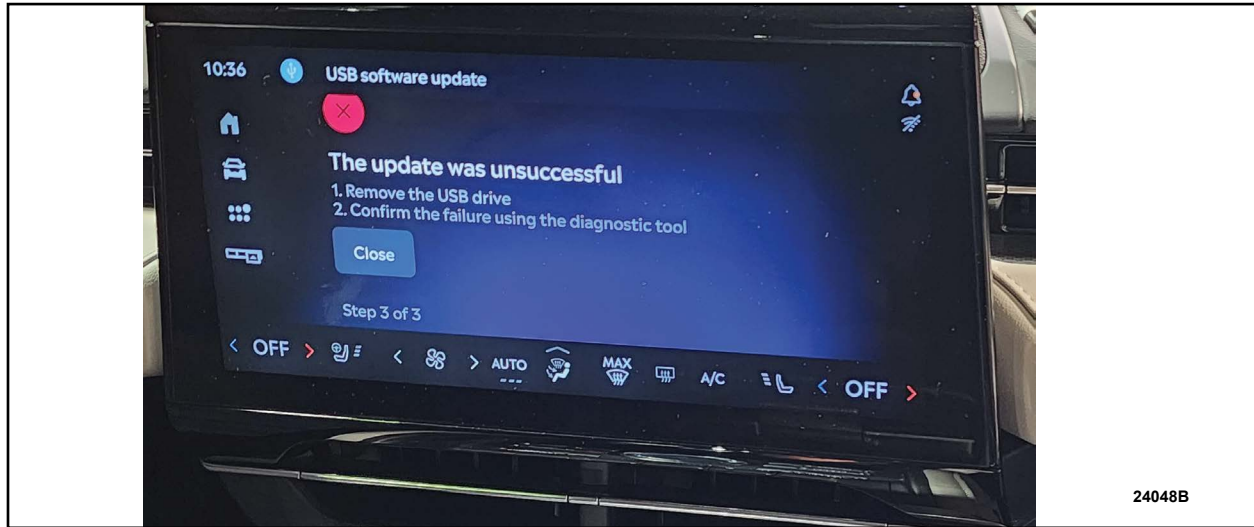 10:36
USB software update
The update was unsuccessful
1. Remove the USB drive
2. Confirm the failure using the diagnostic tool
Close
Step 3 of 3
< OFF > < > AUTO MAX A/C < OFF >
24048B